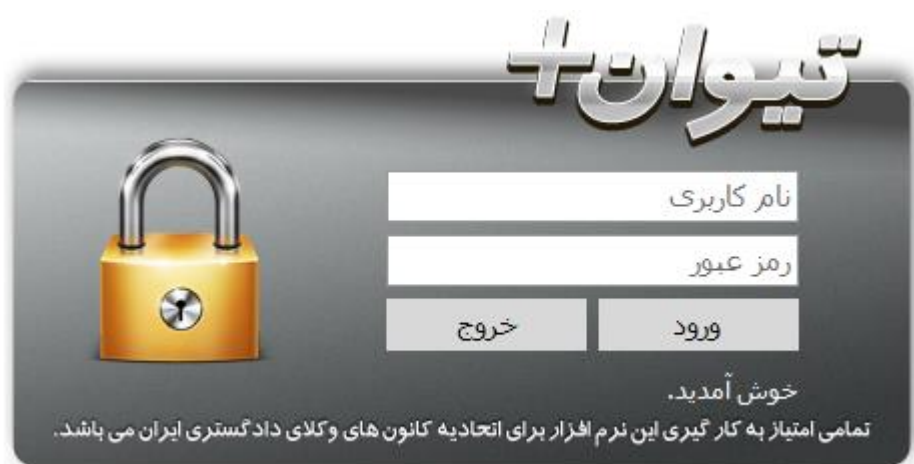 تیوان+
نام کاربری
رمز عبور
ورود
خروج
خوش آمدید.
تمامی امتیاز به کار گیری این نرم افزار برای اتحادیه کانون های وکلای دادگستری ایران می باشد.